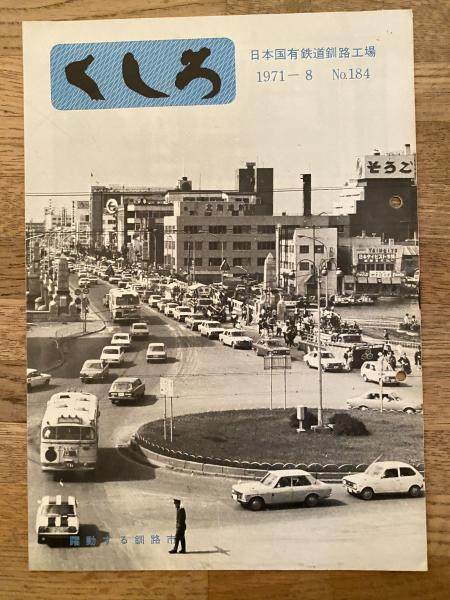 くしろ
日本国有鉄道釧路工場
1971－8 No.184
そろご
躍動する釧路市